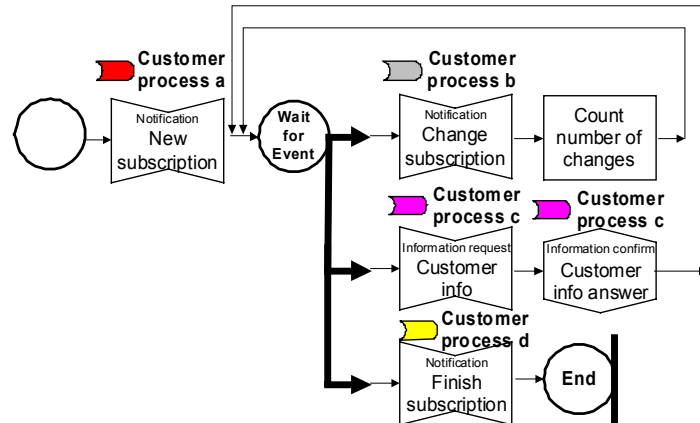 Customer
process a
Notification
New
subscription
Wait
for
Event
Customer
process b
Notification
Change
subscription
Count
number of
changes
Customer
process c
Information request
Customer
info
Customer
process c
Information confirm
Customer
info answer
Customer
process d
Notification
Finish
subscription
End